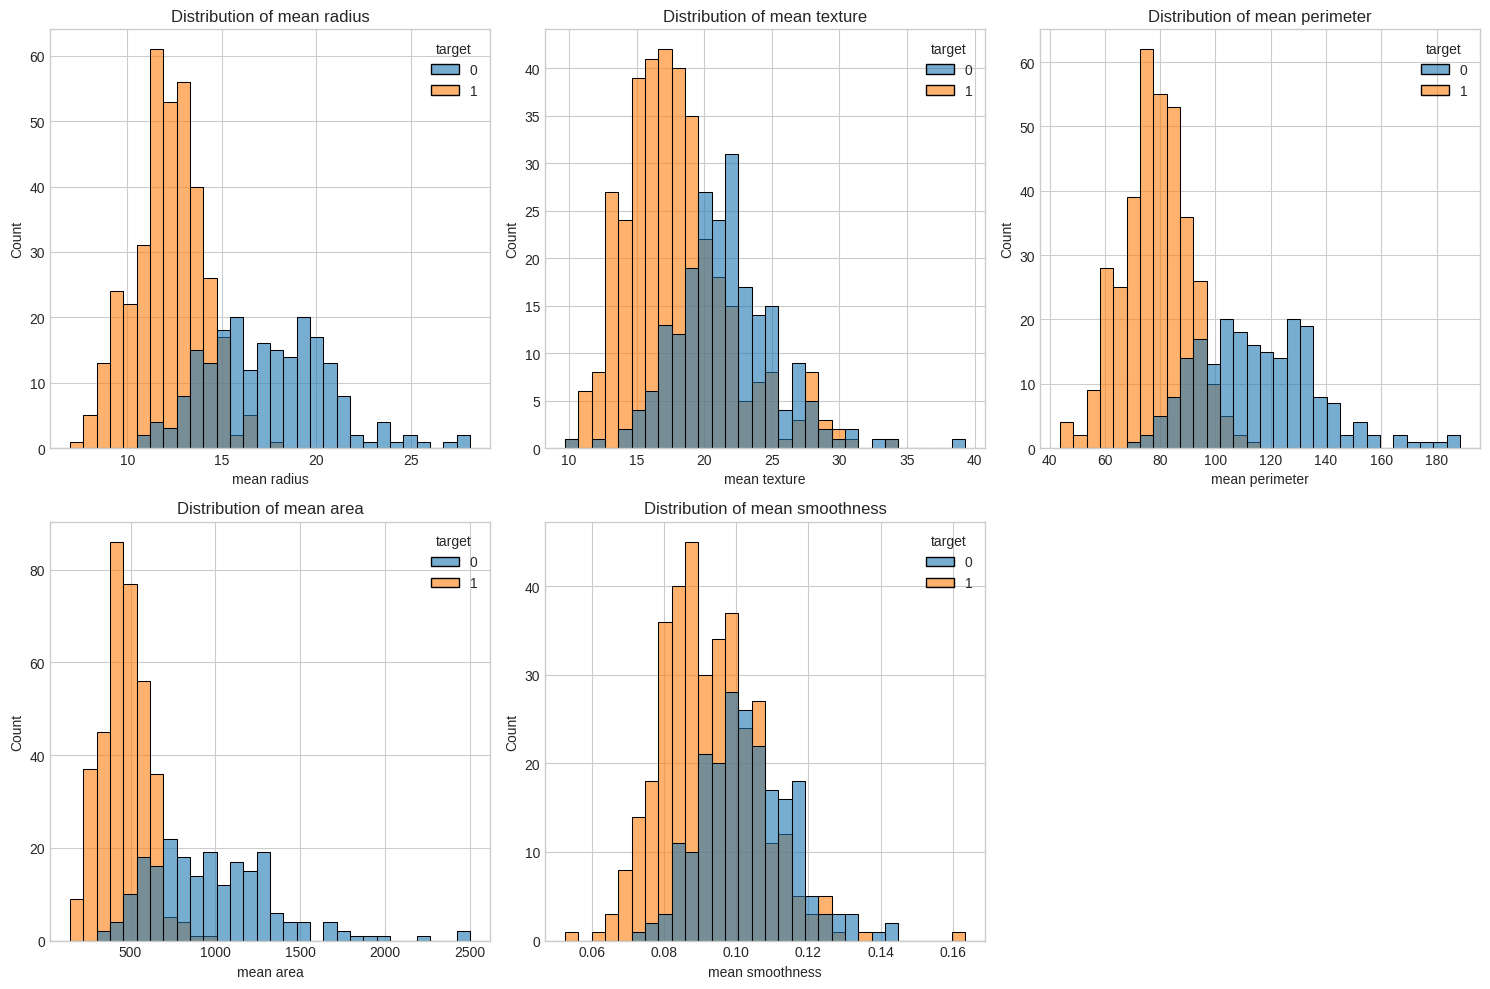 Distribution of mean radius
target
0
1
60
50
40
30
20
10
0
Count
10 15 20 25
mean radius
Distribution of mean texture
target
0
1
40
35
30
25
20
15
10
5
0
Count
10 15 20 25 30 35 40
mean texture
Distribution of mean perimeter
target
0
1
60
50
40
30
20
10
0
Count
40 60 80 100 120 140 160 180
mean perimeter
Distribution of mean area
target
0
1
80
60
40
20
0
Count
500 1000 1500 2000 2500
mean area
Distribution of mean smoothness
target
0
1
40
30
20
10
0
Count
0.06 0.08 0.10 0.12 0.14 0.16
mean smoothness